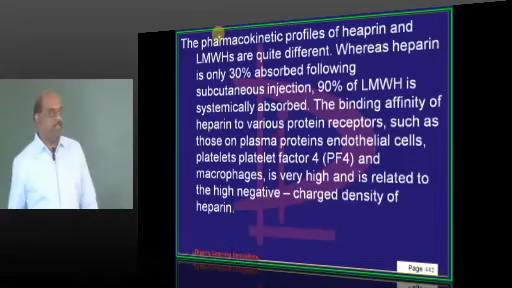 The pharmacokinetic profiles of heaprin and
LMWHs are quite different. Whereas heparin
is only 30% absorbed following
subcutaneous injection, 90% of LMWH is
systemically absorbed. The binding affinity of
heparin to various protein receptors, such as
those on plasma proteins endothelial cells,
platelets platelet factor 4 (PF4) and
macrophages, is very high and is related to
the high negative – charged density of
heparin.
Page 442